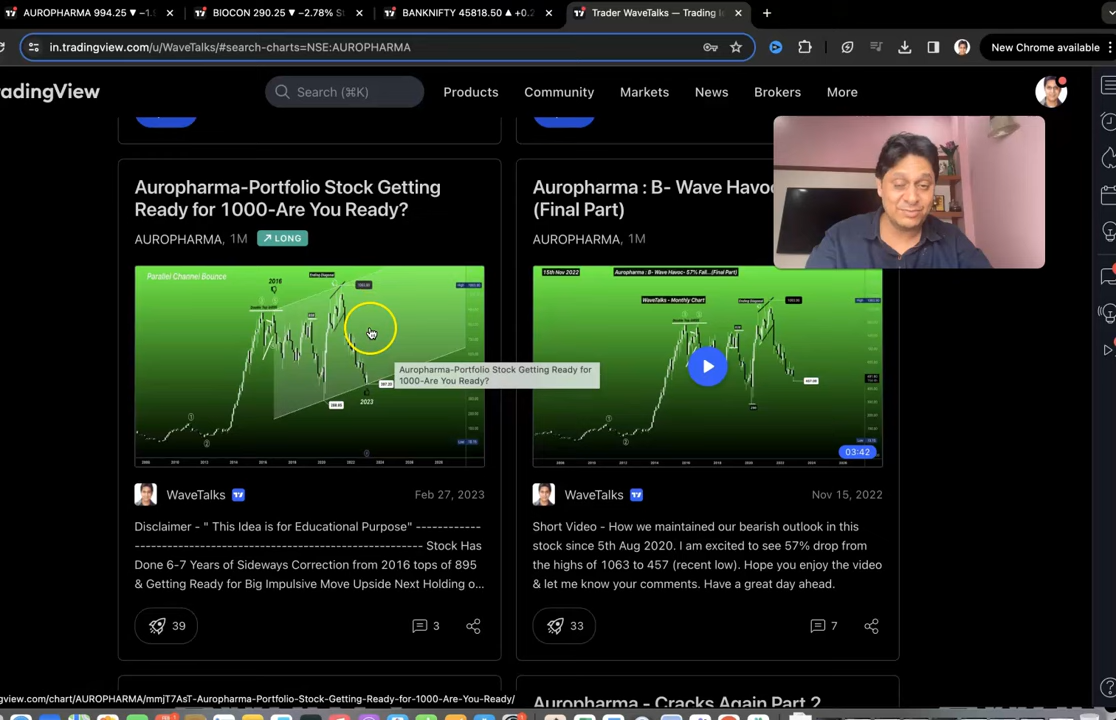 AUROPHARMA 994.25 ▼ −1.
BIOCON 290.25 ▼ −2.78% S
BANKNIFTY 45818.50 ▲ +0.
Trader WaveTalks — Trading I
in.tradingview.com/u/WaveTalks/#search-charts=NSE:AUROPHARMA
New Chrome available
adingView
Search (⌘K)
Products
Community
Markets
News
Brokers
More
Auropharma-Portfolio Stock Getting
Ready for 1000-Are You Ready?
AUROPHARMA, 1M
LONG
Parallel Channel Bounce
2016
Ending Diagonal
2023
Auropharma-Portfolio Stock Getting Ready for
1000-Are You Ready?
WaveTalks
Feb 27, 2023
Disclaimer - " This Idea is for Educational Purpose" ------------
---------------------------------------------------- Stock Has
Done 6-7 Years of Sideways Correction from 2016 tops of 895
& Getting Ready for Big Impulsive Move Upside Next Holding o...
39
3
Auropharma : B- Wave Havoc
(Final Part)
AUROPHARMA, 1M
15th Nov 2022
Auropharma : B- Wave Havoc- 57% Fall...(Final Part)
WaveTalks - Monthly Chart
Ending Diagonal
03:42
WaveTalks
Nov 15, 2022
Short Video - How we maintained our bearish outlook in this
stock since 5th Aug 2020. I am excited to see 57% drop from
the highs of 1063 to 457 (recent low). Hope you enjoy the video
& let me know your comments. Have a great day ahead.
33
7
Auropharma - Cracks Again Part 2
gview.com/chart/AUROPHARMA/mmjT7AsT-Auropharma-Portfolio-Stock-Getting-Ready-for-1000-Are-You-Ready/